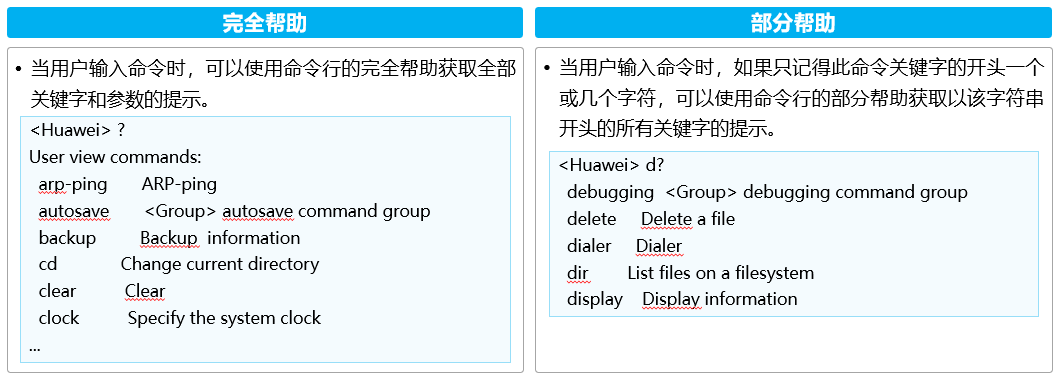 完全帮助
• 当用户输入命令时，可以使用命令行的完全帮助获取全部
关键字和参数的提示。
<Huawei> ?
User view commands:
arp-ping ARP-ping
autosave <Group> autosave command group
backup Backup information
cd Change current directory
clear Clear
clock Specify the system clock
...
部分帮助
• 当用户输入命令时，如果只记得此命令关键字的开头一个
或几个字符，可以使用命令行的部分帮助获取以该字符串
开头的所有关键字的提示。
<Huawei> d?
debugging <Group> debugging command group
delete Delete a file
dialer Dialer
dir List files on a filesystem
display Display information